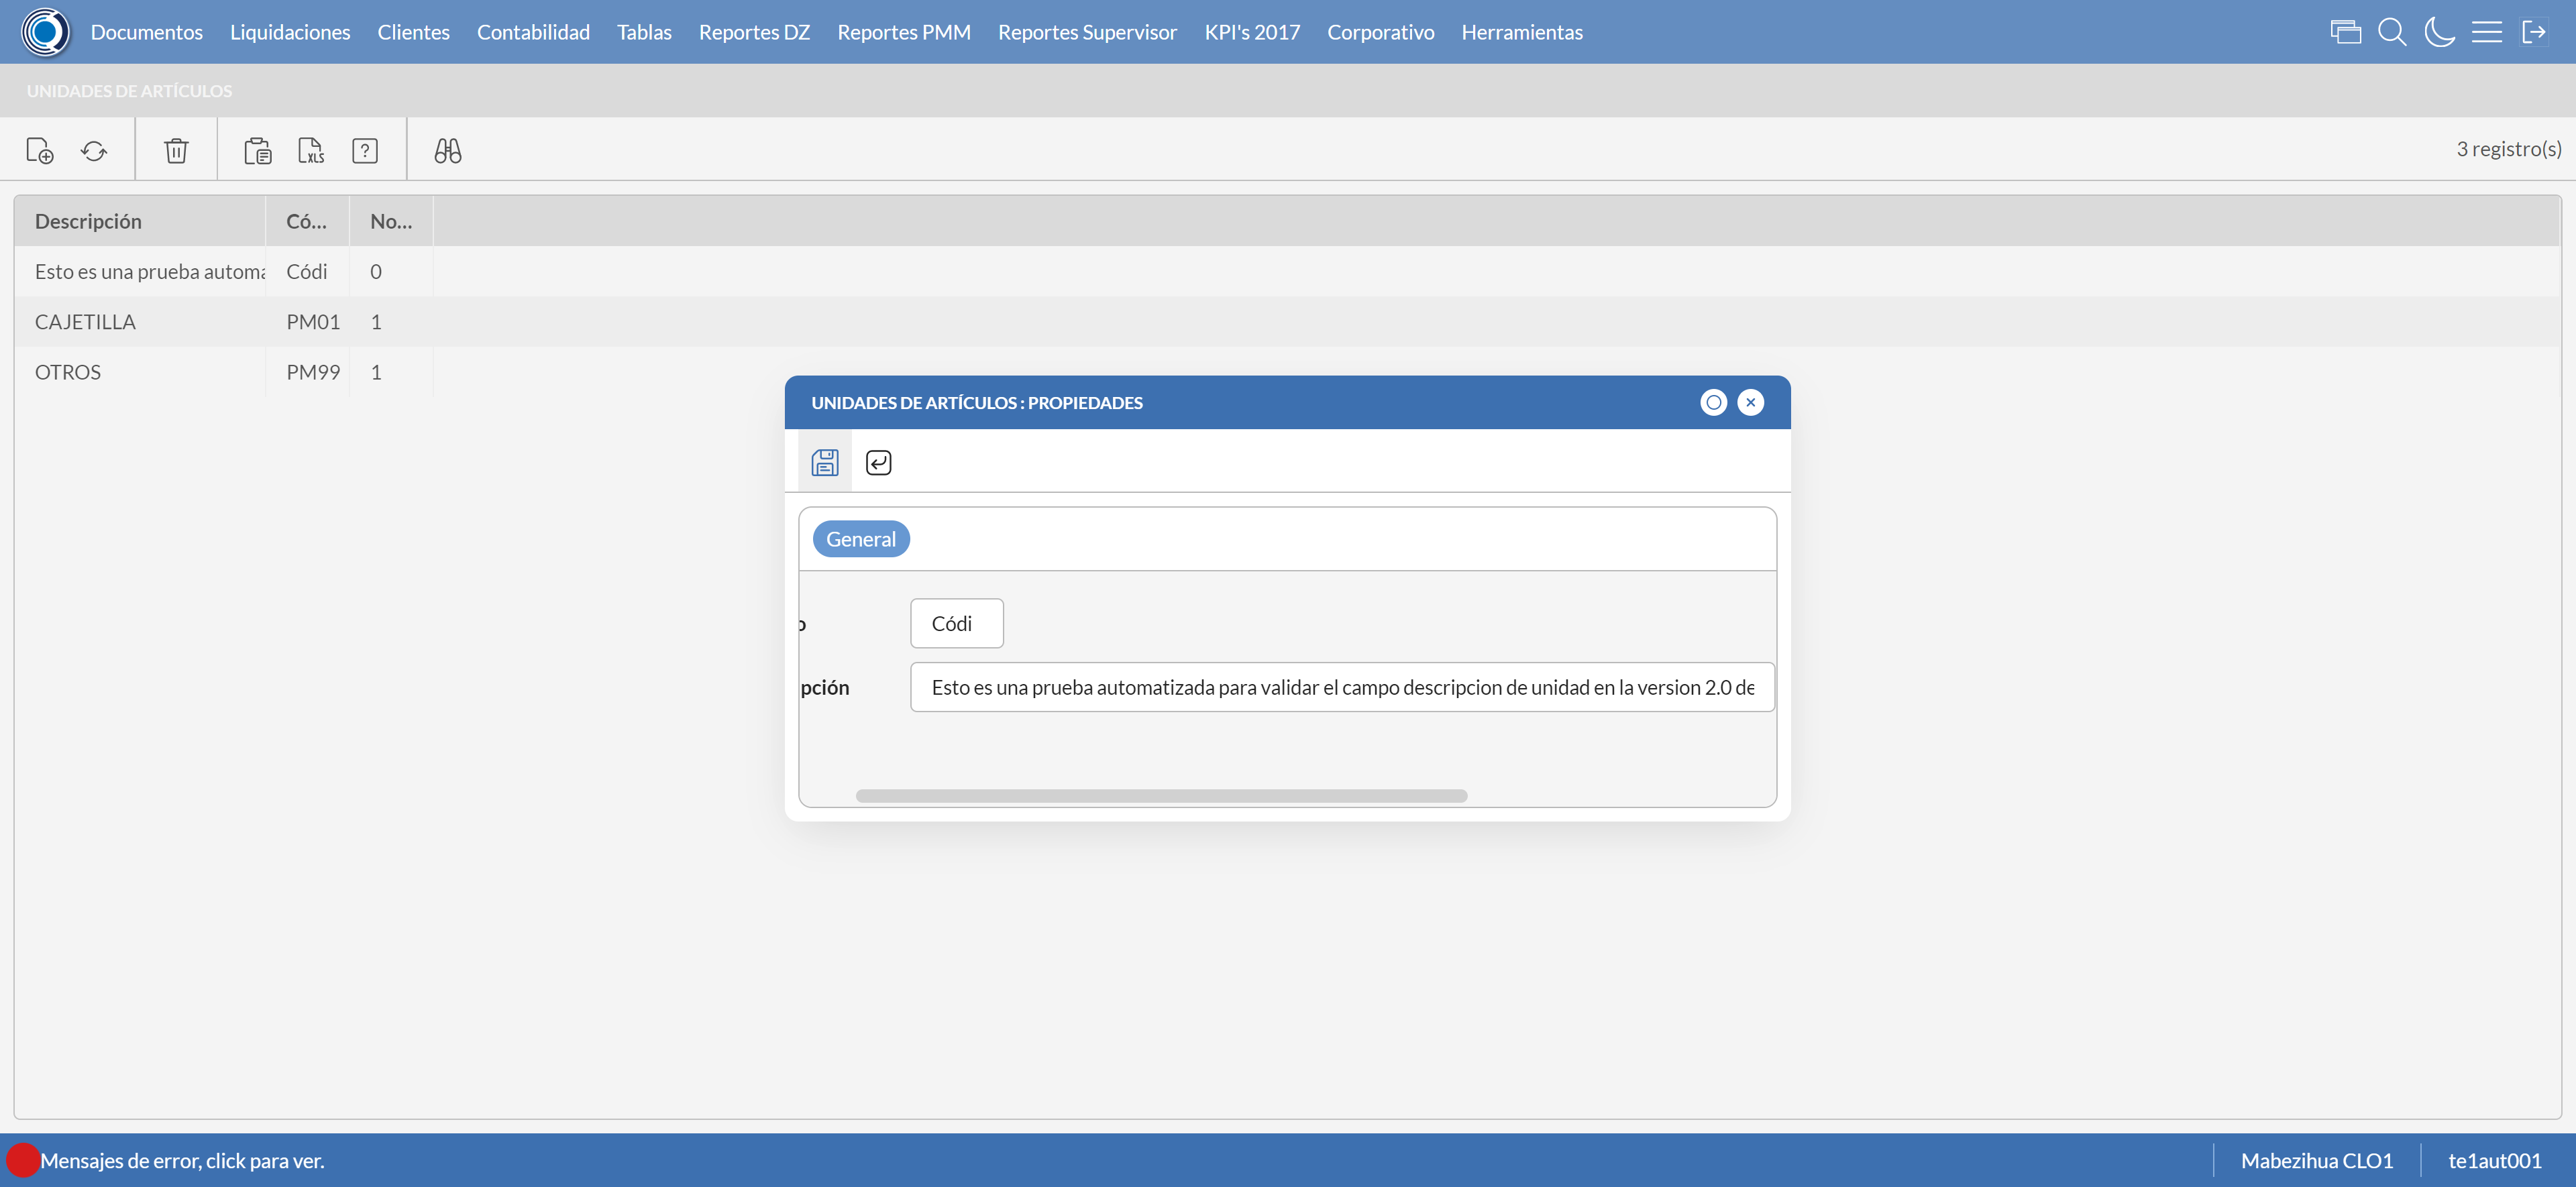 Documentos Liquidaciones Clientes Contabilidad Tablas Reportes DZ Reportes PMM Reportes Supervisor KPI's 2017 Corporativo Herramientas
UNIDADES DE ARTÍCULOS
XLS ? 3 registro(s)
Descripción Có... No...
Esto es una prueba automa Códi 0
CAJETILLA PM01 1
OTROS PM99 1
UNIDADES DE ARTÍCULOS : PROPIEDADES
General
o Códi
pción Esto es una prueba automatizada para validar el campo descripcion de unidad en la version 2.0 de
Mensajes de error, click para ver. Mabezihua CLO1 te1aut001